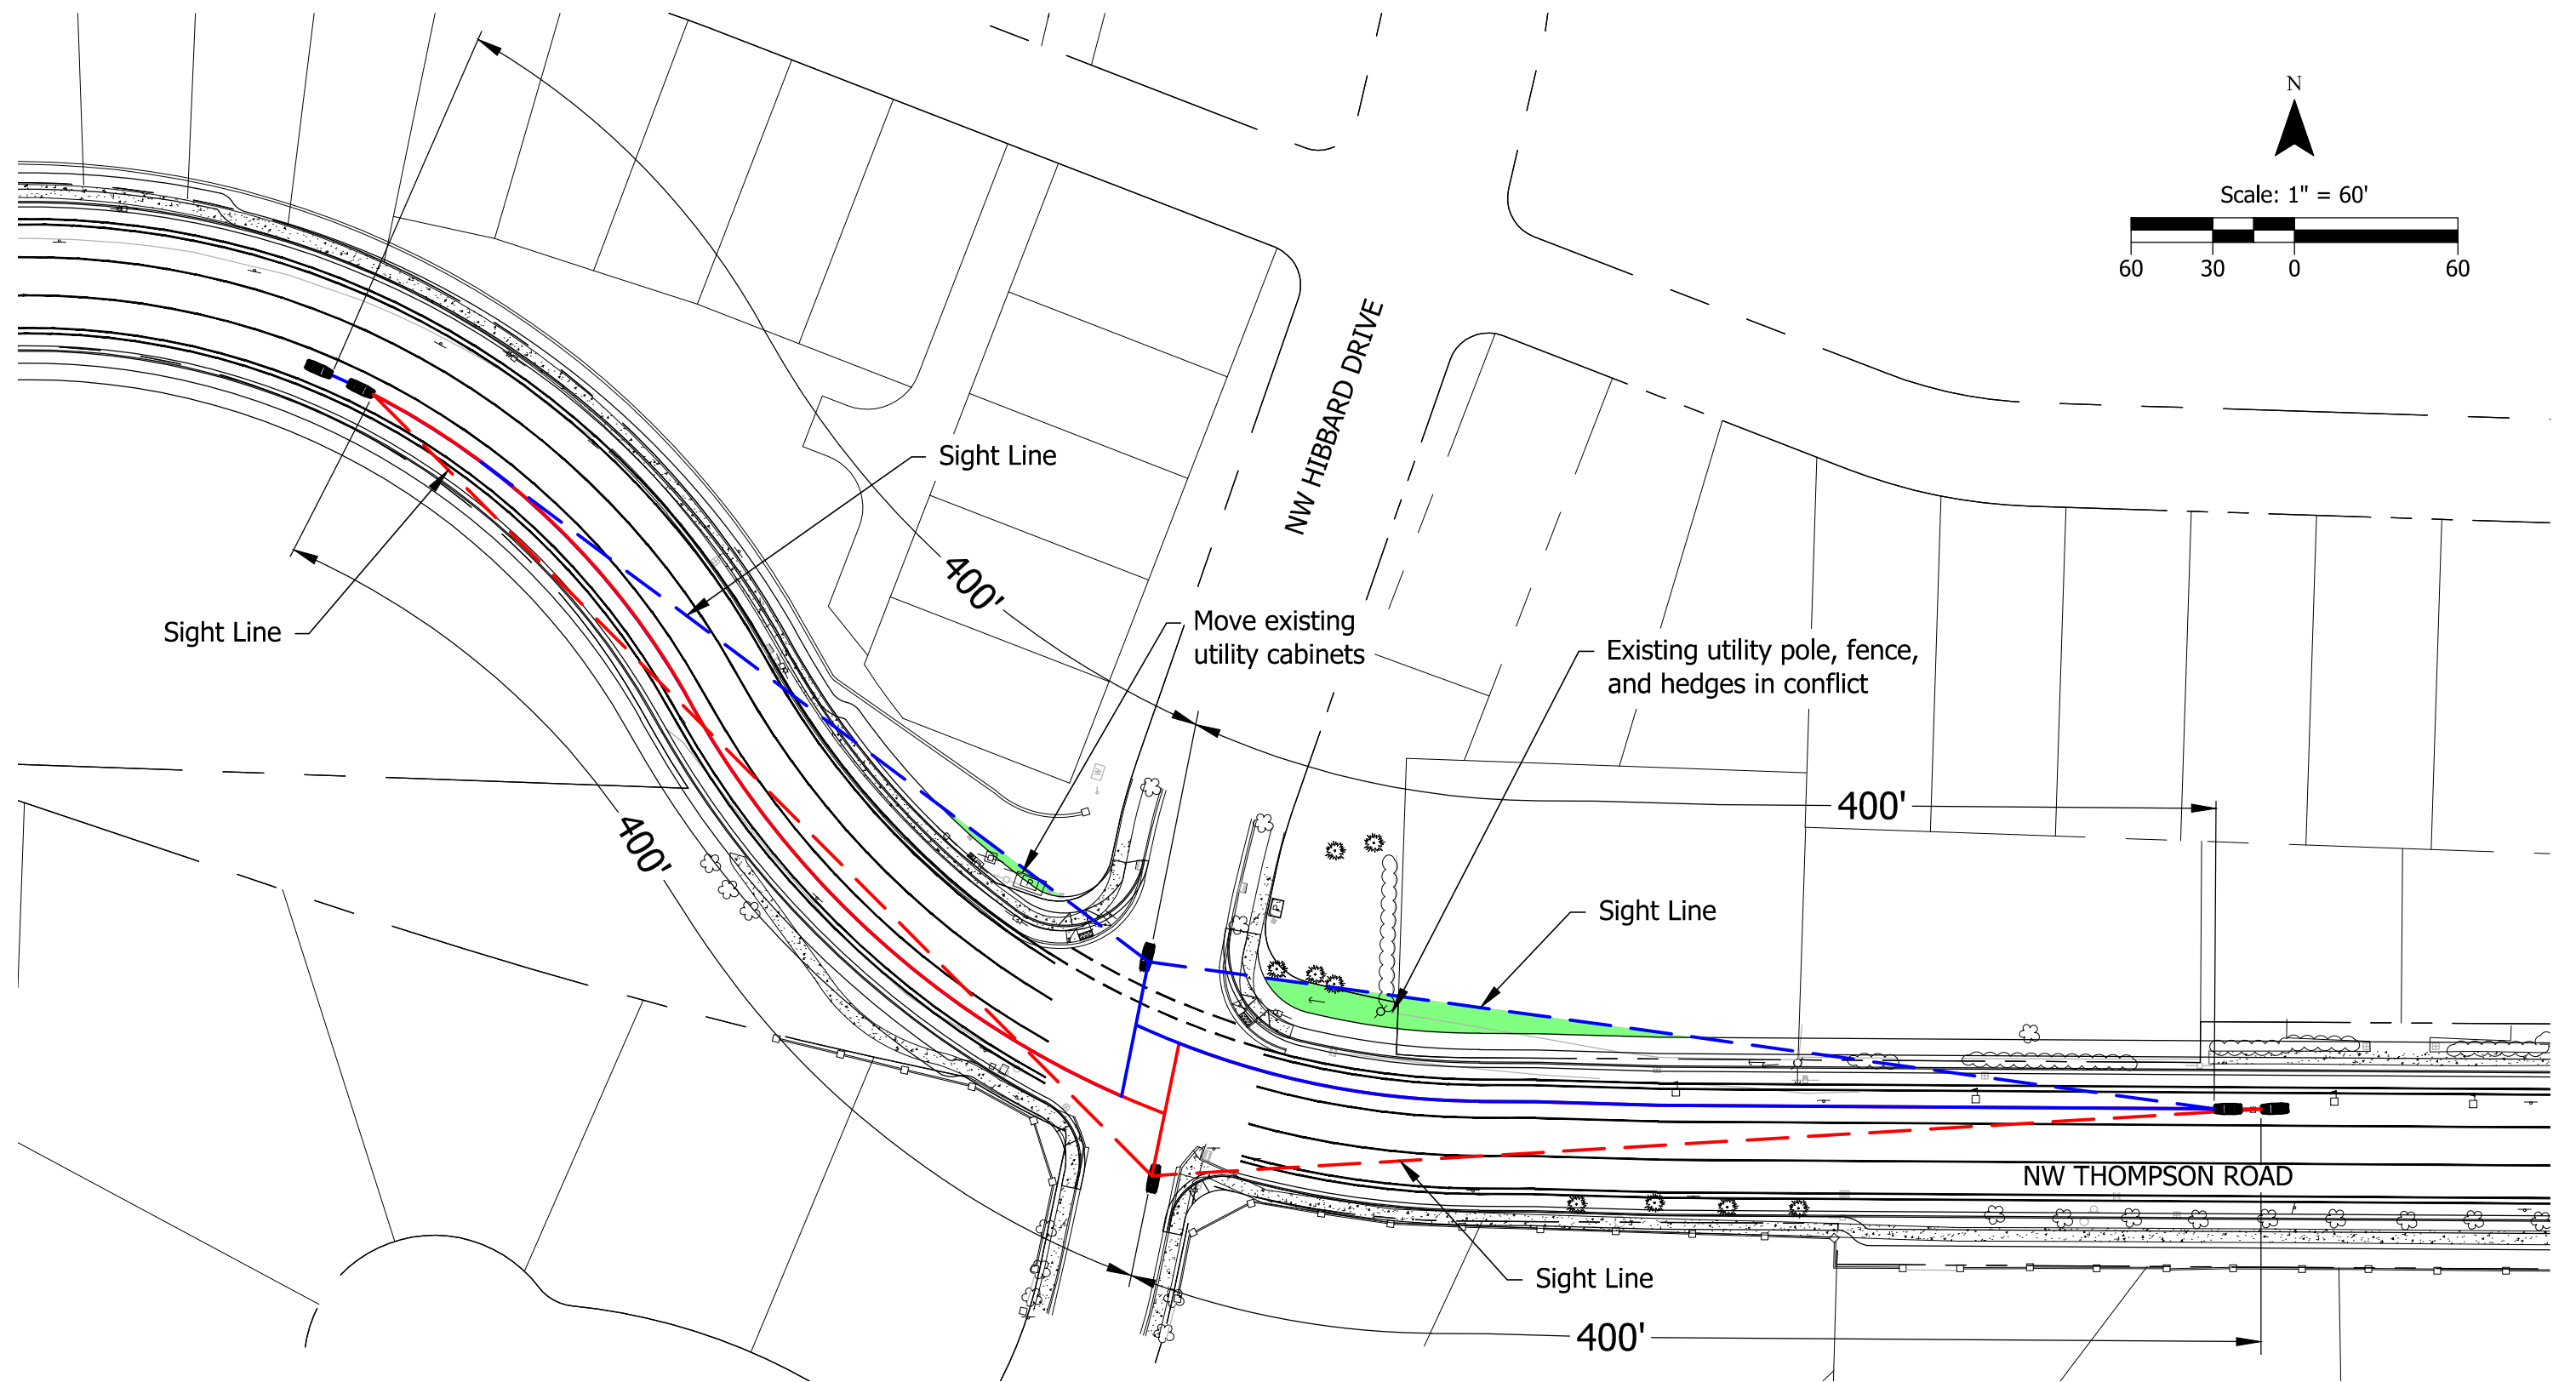 N
Scale: 1" = 60'
60 30 0 60
NW HIBBARD DRIVE
Sight Line
400'
Sight Line
Move existing
utility cabinets
Existing utility pole, fence,
and hedges in conflict
400'
400'
W
P
P
Sight Line
NW THOMPSON ROAD
Sight Line
400'